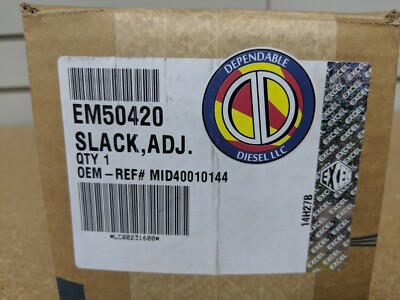 EM50420
SLACK,ADJ.
QTY 1
OEM-REF# MID40010144
*LC00231600*
DEPENDABLE
DIESEL LLC
14H27B
EXCEL